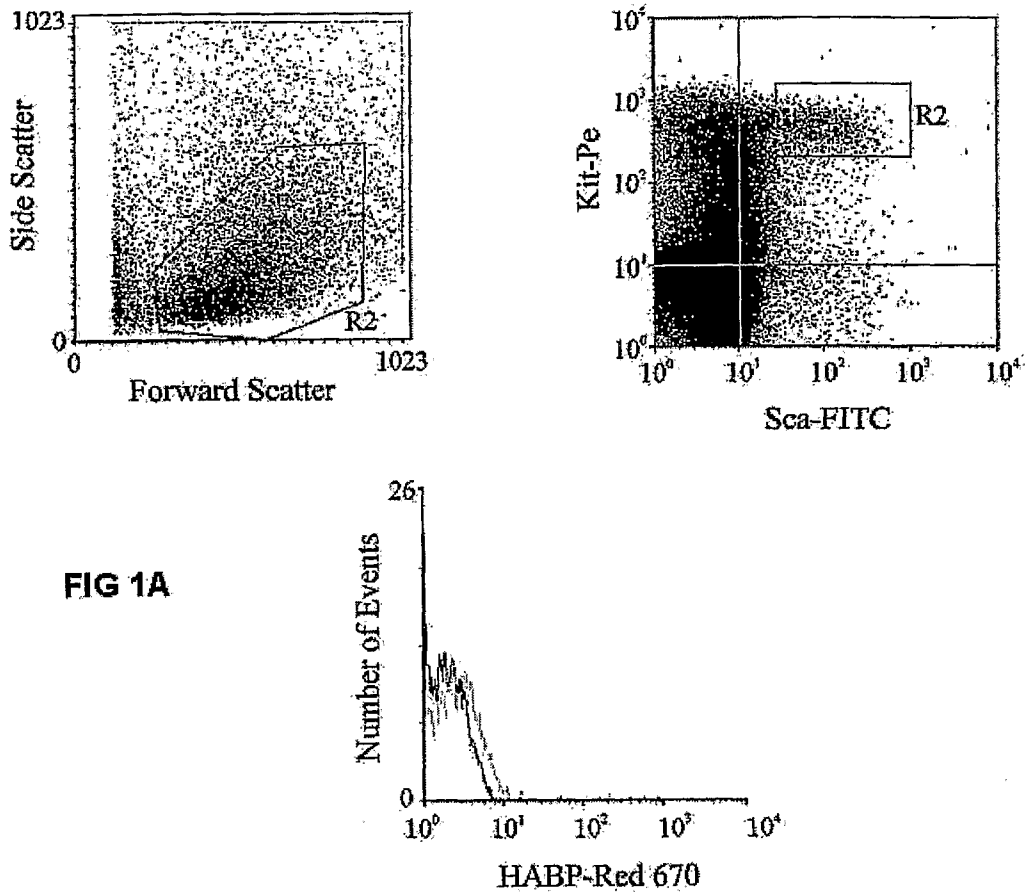 1023
Side Scatter
R2
0
0
1023
Forward Scatter
10⁴
10³
R2
Kit-Pe
10²
10¹
10⁰
10⁰
10¹
10²
10³
10⁴
Sca-FITC
FIG 1A
26
Number of Events
0
10⁰
10¹
10²
10³
10⁴
HABP-Red 670